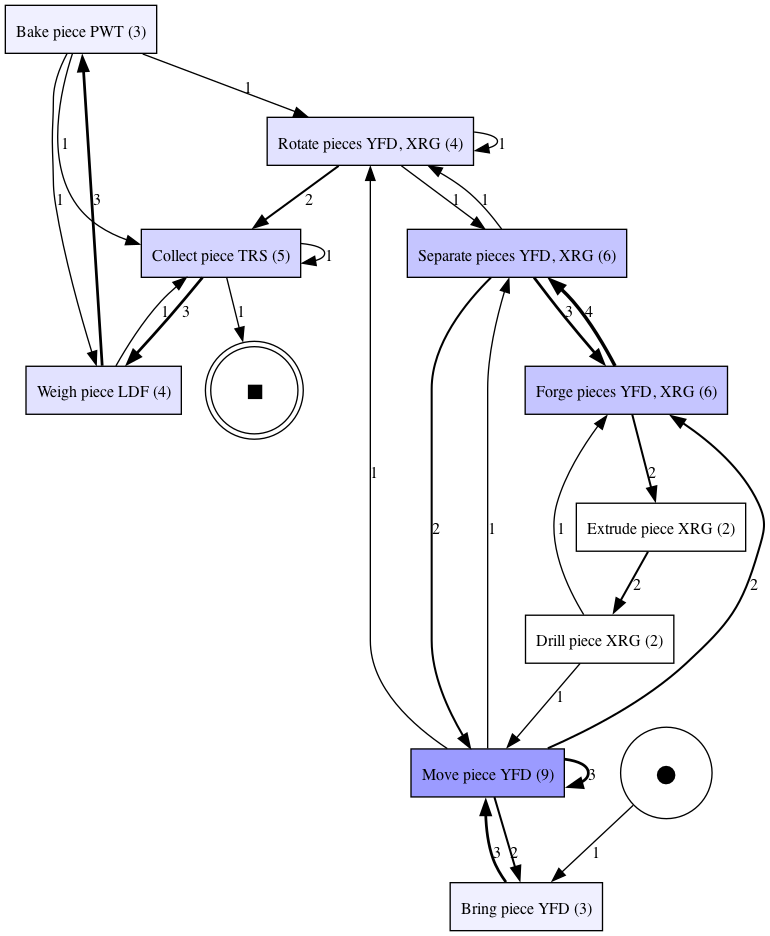 Bake piece PWT (3)
1
Rotate pieces YFD, XRG (4)
1
1
1
3
2
1
1
Collect piece TRS (5)
1
Separate pieces YFD, XRG (6)
1
3
1
3
4
Weigh piece LDF (4)
Forge pieces YFD, XRG (6)
1
2
2
1
1
Extrude piece XRG (2)
2
2
Drill piece XRG (2)
1
Move piece YFD (9)
3
3
2
1
Bring piece YFD (3)